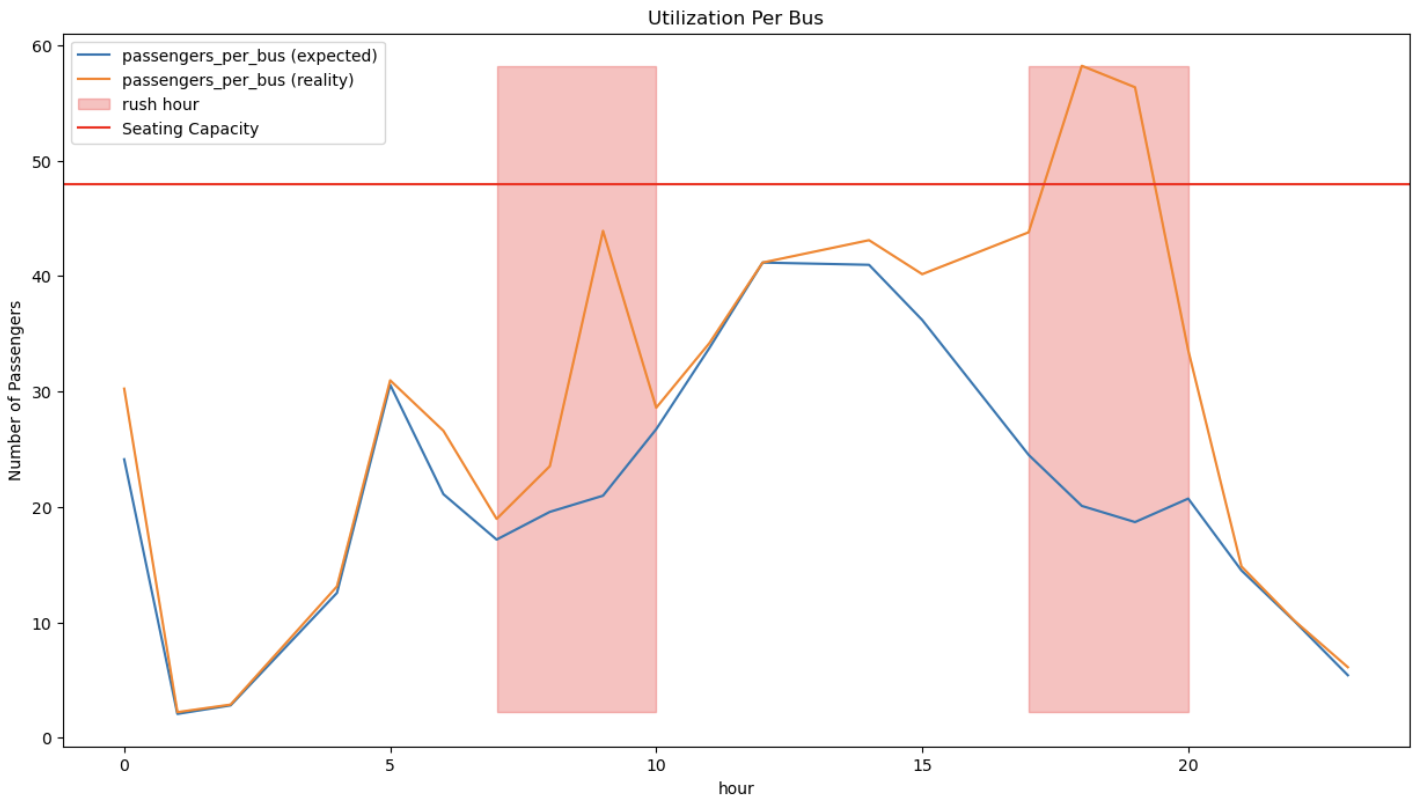 Utilization Per Bus
passengers_per_bus (expected)
passengers_per_bus (reality)
rush hour
Seating Capacity
Number of Passengers
60
50
40
30
20
10
0
0 5 10 15 20
hour